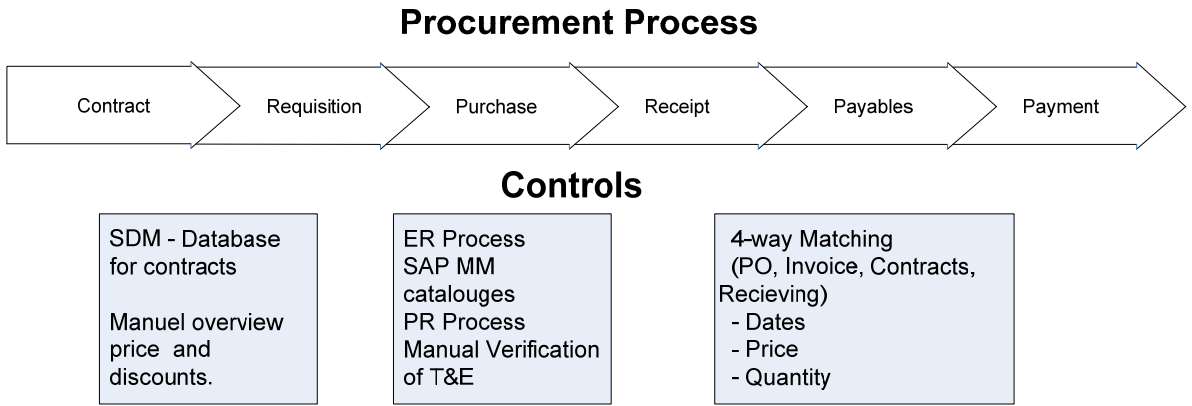 Procurement Process
Contract
Requisition
Purchase
Receipt
Payables
Payment
Controls
SDM - Database
for contracts
Manuel overview
price and
discounts.
ER Process
SAP MM
catalouges
PR Process
Manual Verification
of T&E
4-way Matching
(PO, Invoice, Contracts,
Recieving)
- Dates
- Price
- Quantity